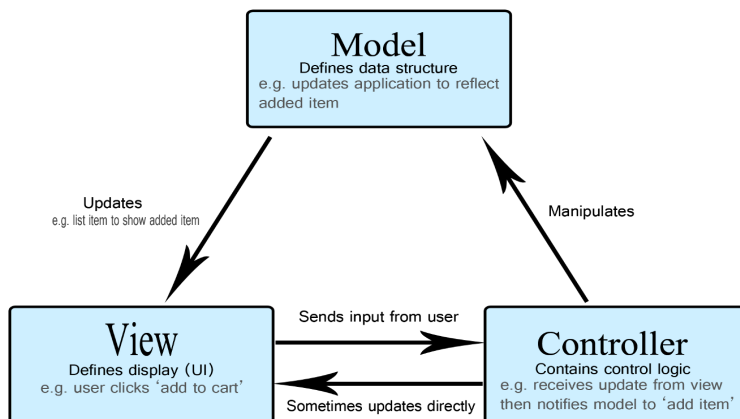 Model
Defines data structure
e.g. updates application to reflect
added item
Updates
e.g. list item to show added item
Manipulates
Sends input from user
View
Defines display (UI)
e.g. user clicks ‘add to cart’
Controller
Contains control logic
e.g. receives update from view
then notifies model to ‘add item’
Sometimes updates directly